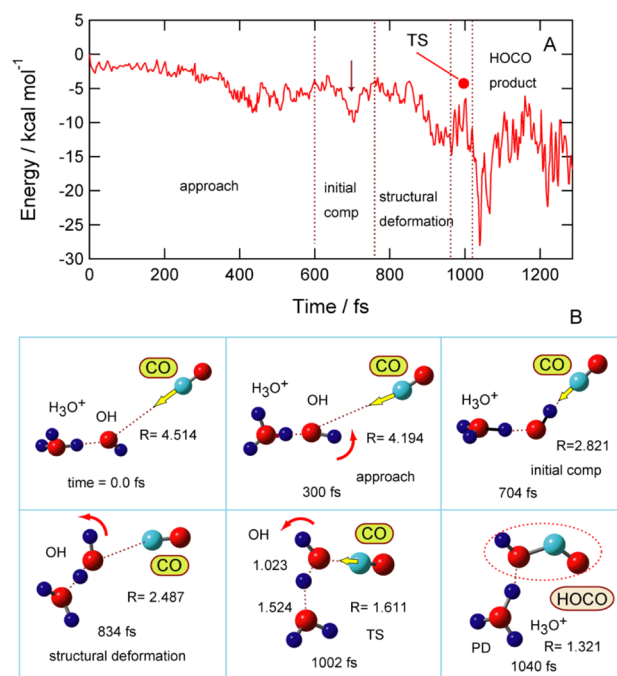 A
0
-5
-10
-15
-20
-25
-30
Energy / kcal mol⁻¹
0
200
400
600
800
1000
1200
Time / fs
approach
initial
comp
structural
deformation
TS
HOCO
product
B
CO
H₃O⁺
OH
R= 4.514
time = 0.0 fs
CO
H₃O⁺
OH
R= 4.194
approach
300 fs
CO
H₃O⁺
R=2.821
initial comp
704 fs
OH
CO
R= 2.487
834 fs
structural deformation
OH
CO
1.023
1.524
R= 1.611
TS
1002 fs
HOCO
H₃O⁺
PD
R= 1.321
1040 fs